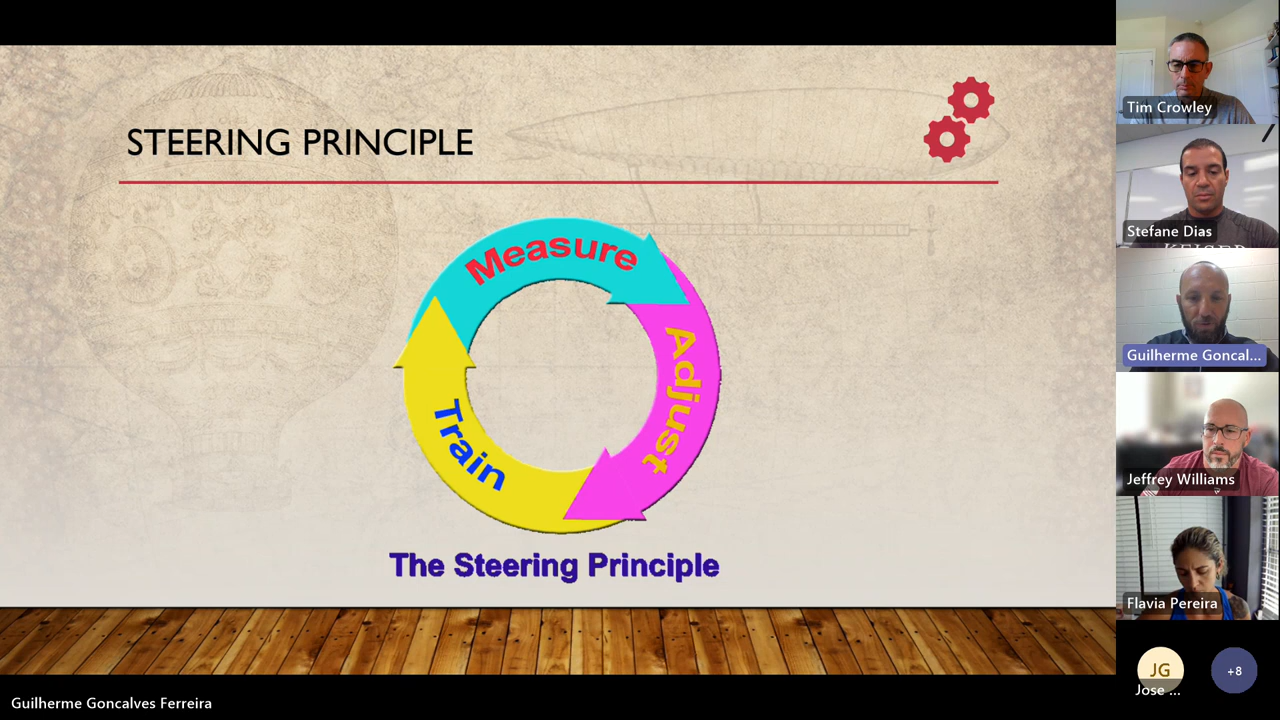 STEERING PRINCIPLE
Measure
Adjust
Train
The Steering Principle
Tim Crowley
Stefane Dias
KEISER
Guilherme Goncal...
Jeffrey Williams
Flavia Pereira
JG
Jose ...
+8
Guilherme Goncalves Ferreira